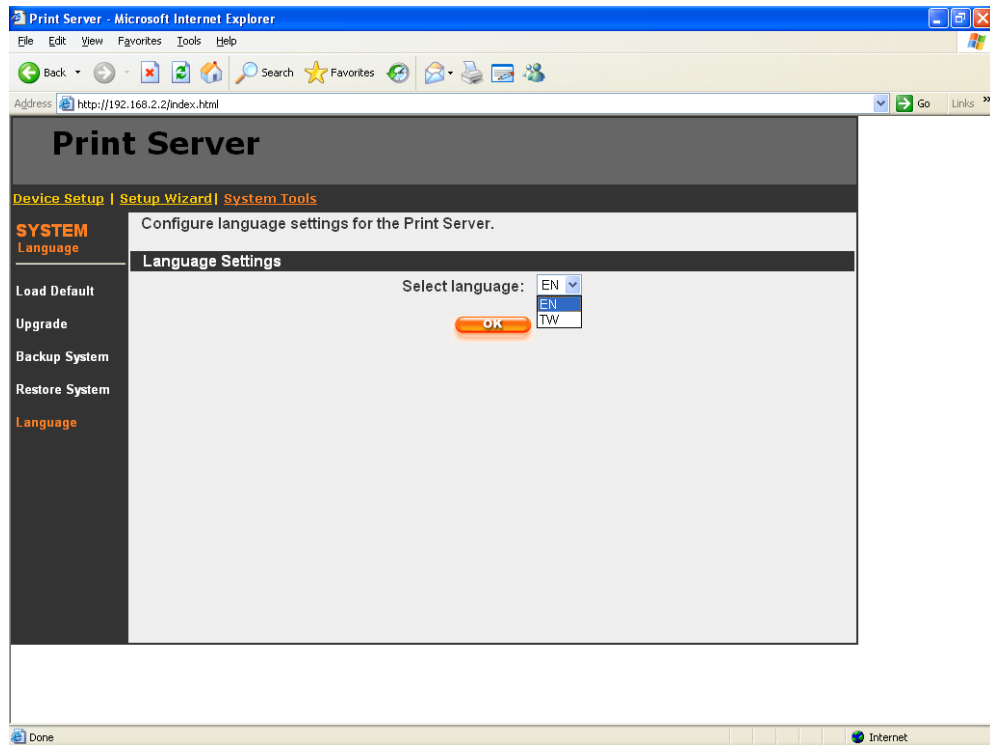 Print Server - Microsoft Internet Explorer
File Edit View Favorites Tools Help
Back Search Favorites
Address http://192.168.2.2/index.html Go Links »
Print Server
Device Setup | Setup Wizard | System Tools
SYSTEM
Language
Load Default
Upgrade
Backup System
Restore System
Language
Configure language settings for the Print Server.
Language Settings
Select language: EN
EN
TW
OK
Done Internet